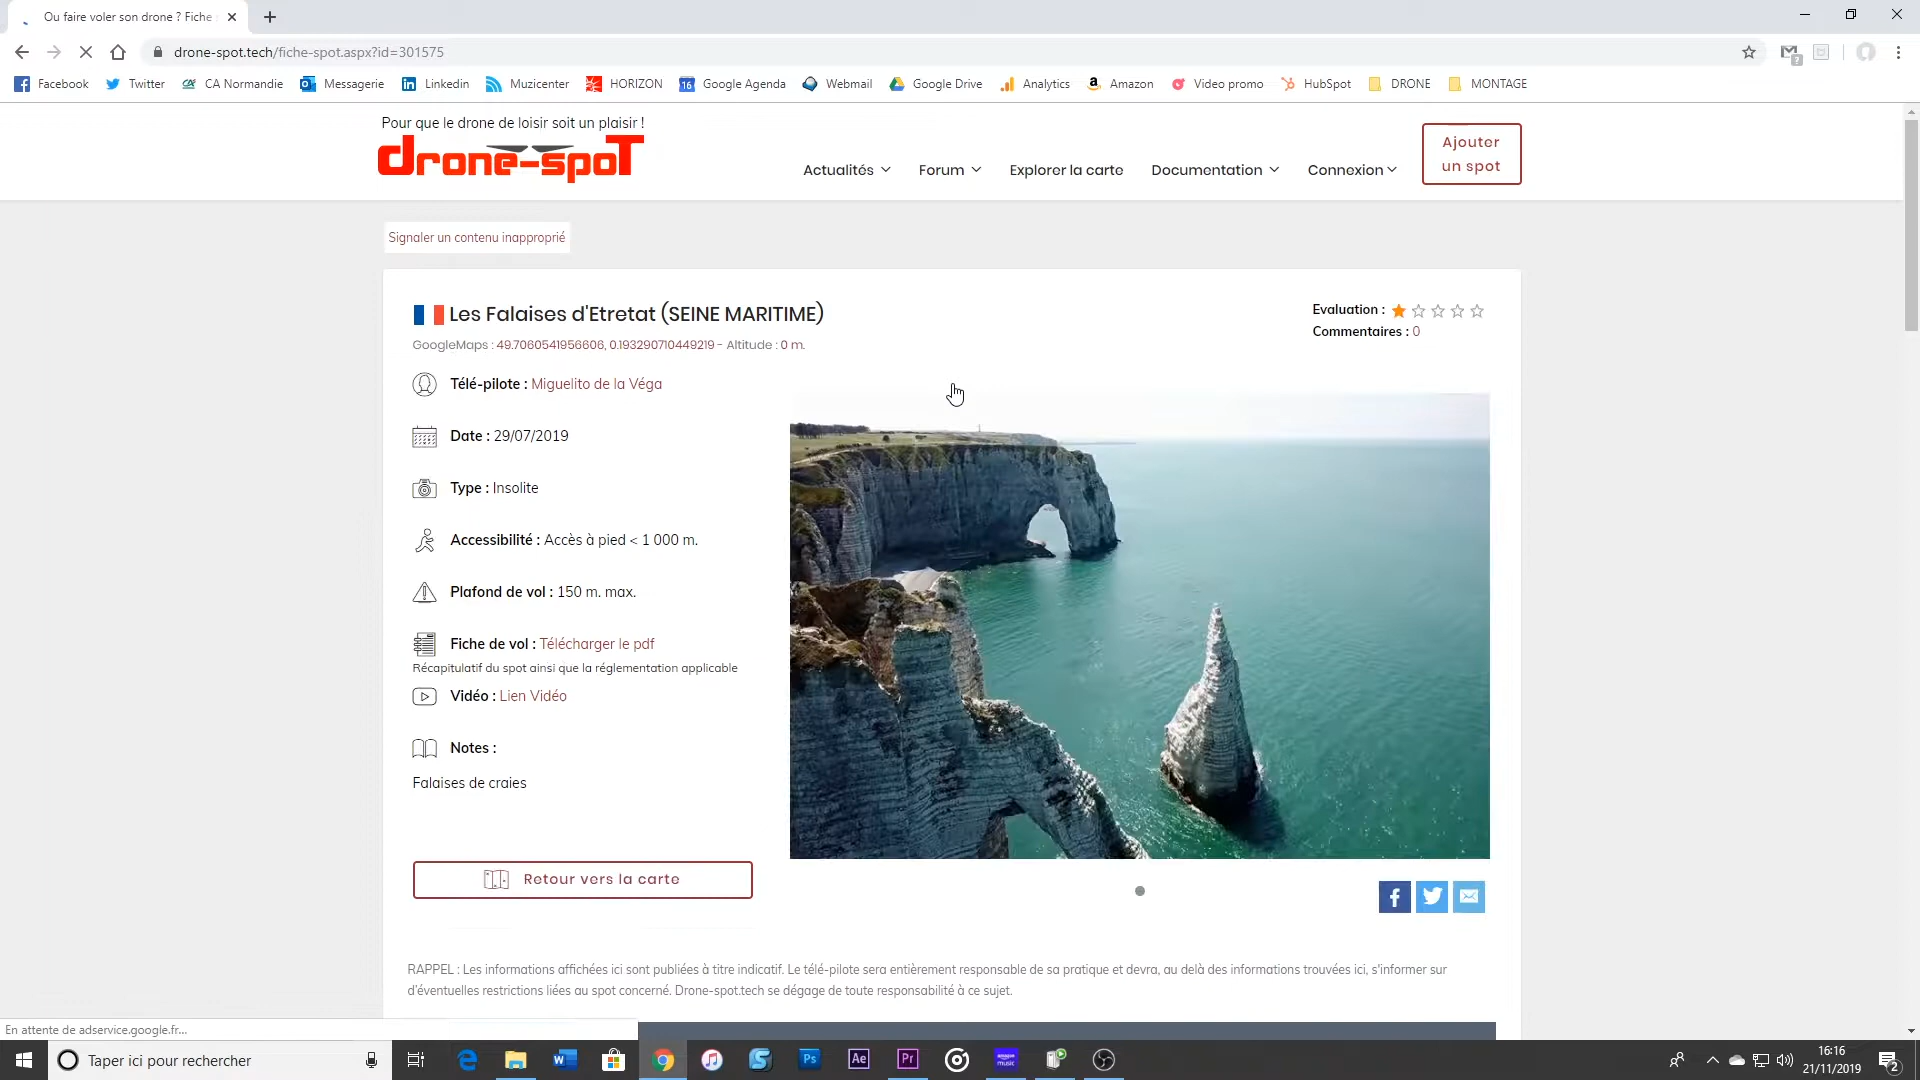 Ou faire voler son drone ? Fiche
drone-spot.tech/fiche-spot.aspx?id=301575
Facebook Twitter CA Normandie Messagerie Linkedin Muzicenter HORIZON 16 Google Agenda Webmail Google Drive Analytics Amazon Video promo HubSpot DRONE MONTAGE
Pour que le drone de loisir soit un plaisir !
drone-spoT
Actualités Forum Explorer la carte Documentation Connexion
Ajouter
un spot
Signaler un contenu inapproprié
Les Falaises d'Etretat (SEINE MARITIME)
Evaluation :
GoogleMaps : 49.7060541956606, 0.193290710449219 - Altitude : 0 m.
Commentaires : 0
Télé-pilote : Miguelito de la Véga
Date : 29/07/2019
Type : Insolite
Accessibilité : Accès à pied < 1 000 m.
Plafond de vol : 150 m. max.
Fiche de vol : Télécharger le pdf
Récapitulatif du spot ainsi que la réglementation applicable
Vidéo : Lien Vidéo
Notes :
Falaises de craies
Retour vers la carte
RAPPEL : Les informations affichées ici sont publiées à titre indicatif. Le télé-pilote sera entièrement responsable de sa pratique et devra, au delà des informations trouvées ici, s'informer sur
d'éventuelles restrictions liées au spot concerné. Drone-spot.tech se dégage de toute responsabilité à ce sujet.
En attente de adservice.google.fr...
Taper ici pour rechercher
Ps Ae Pr
16:16
21/11/2019
2